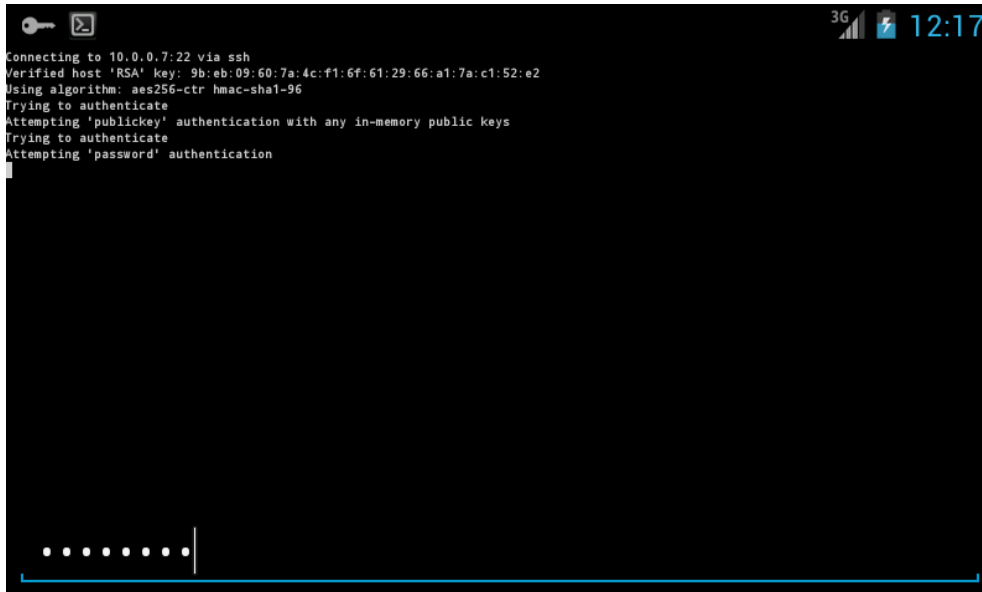 3G 12:17
Connecting to 10.0.0.7:22 via ssh
Verified host 'RSA' key: 9b:eb:09:60:7a:4c:f1:6f:61:29:66:a1:7a:c1:52:e2
Using algorithm: aes256-ctr hmac-sha1-96
Trying to authenticate
Attempting 'publickey' authentication with any in-memory public keys
Trying to authenticate
Attempting 'password' authentication